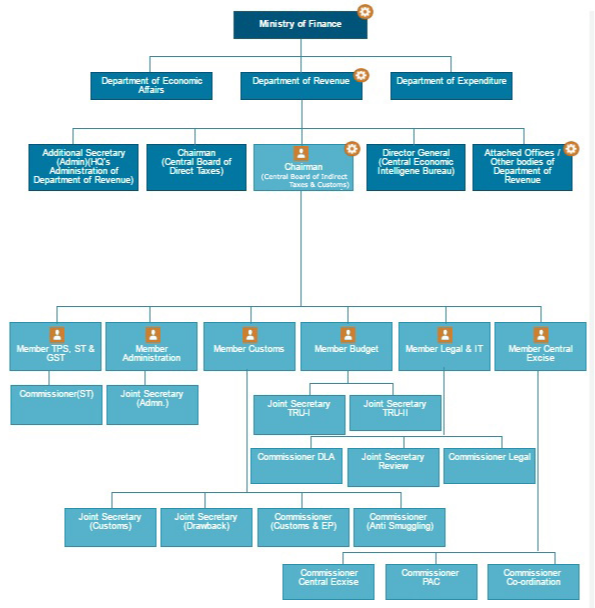 Ministry of Finance
Department of Economic
Affairs
Department of Revenue
Department of Expenditure
Additional Secretary
(Admin)(HQ's
Administration of
Department of Revenue)
Chairman
(Central Board of
Direct Taxes)
Chairman
(Central Board of Indirect
Taxes & Customs)
Director General
(Central Economic
Intelligene Bureau)
Attached Offices /
Other bodies of
Department of
Revenue
Member TPS, ST &
GST
Member
Administration
Member Customs
Member Budget
Member Legal & IT
Member Central
Excise
Commissioner(ST)
Joint Secretary
(Admn.)
Joint Secretary
TRU-I
Joint Secretary
TRU-II
Commissioner DLA
Joint Secretary
Review
Commissioner Legal
Joint Secretary
(Customs)
Joint Secretary
(Drawback)
Commissioner
(Customs & EP)
Commissioner
(Anti Smuggling)
Commissioner
Central Ecxise
Commissioner
PAC
Commissioner
Co-ordination